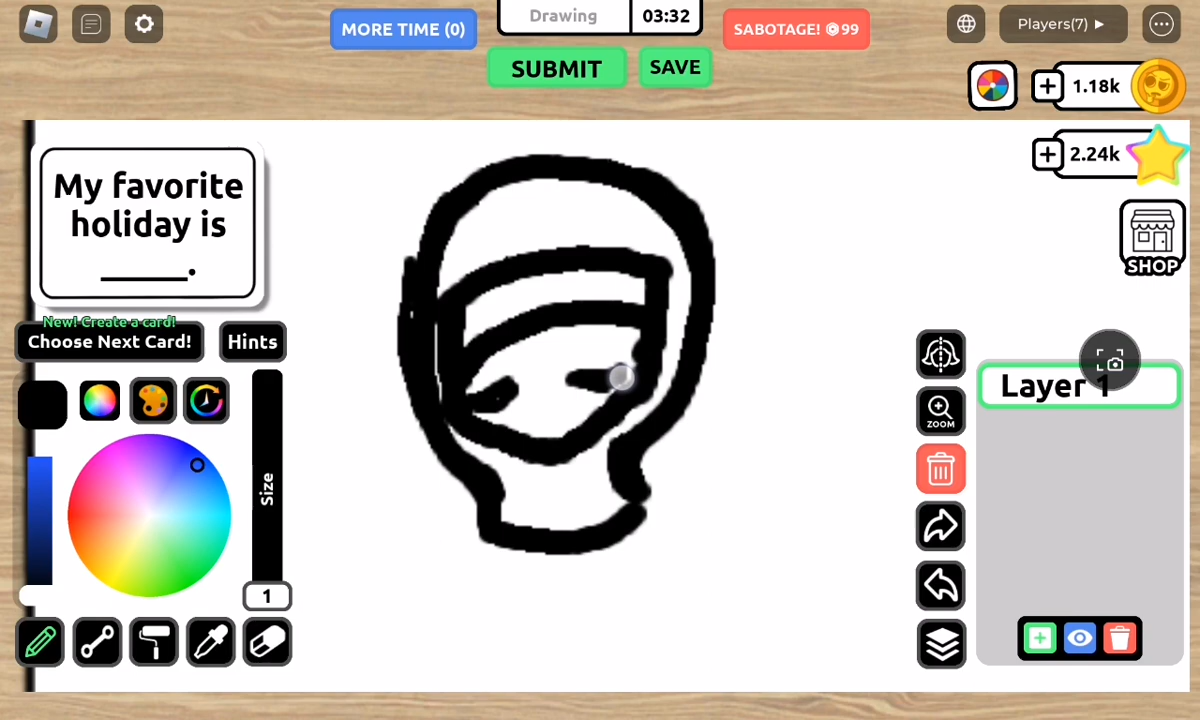 MORE TIME (0)
Drawing
03:32
SABOTAGE! 99
Players(7) ►
SUBMIT
SAVE
1.18k
2.24k
SHOP
My favorite
holiday is
______.
New! Create a card!
Choose Next Card!
Hints
Size
1
ZOOM
Layer 1